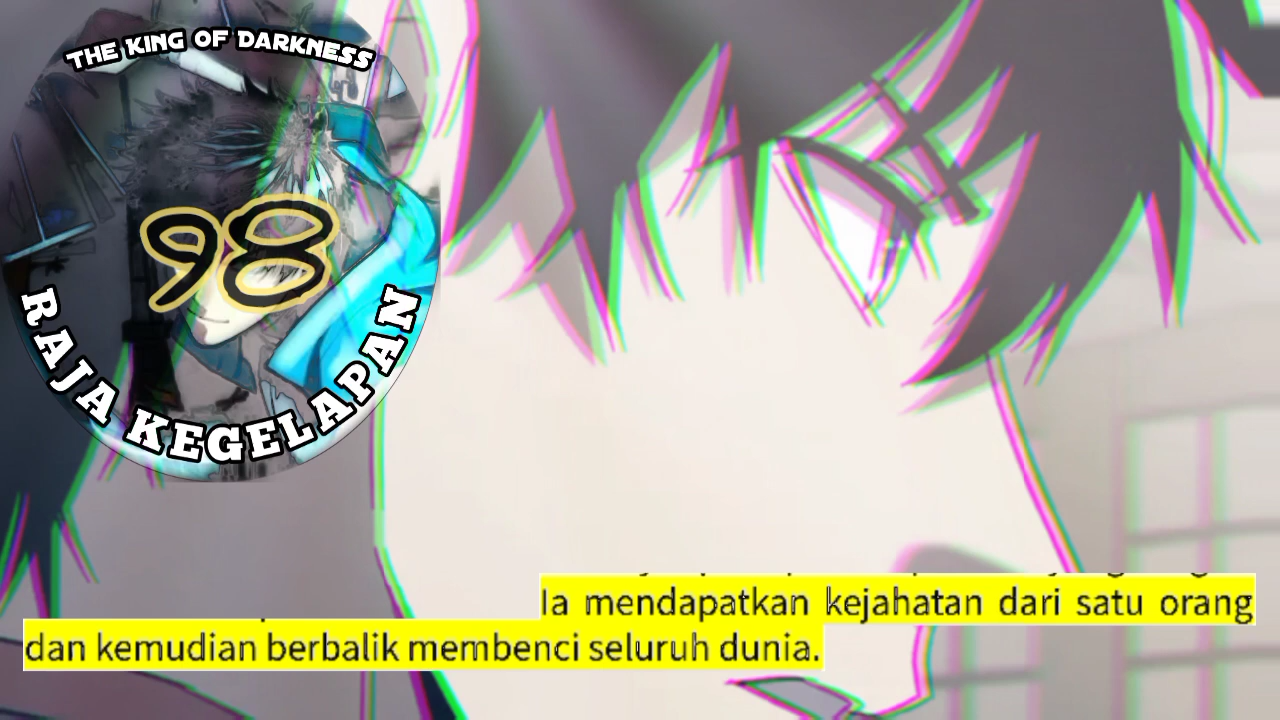 THE KING OF DARKNESS
98
RAJA KEGELAPAN
Ia mendapatkan kejahatan dari satu orang
dan kemudian berbalik membenci seluruh dunia.